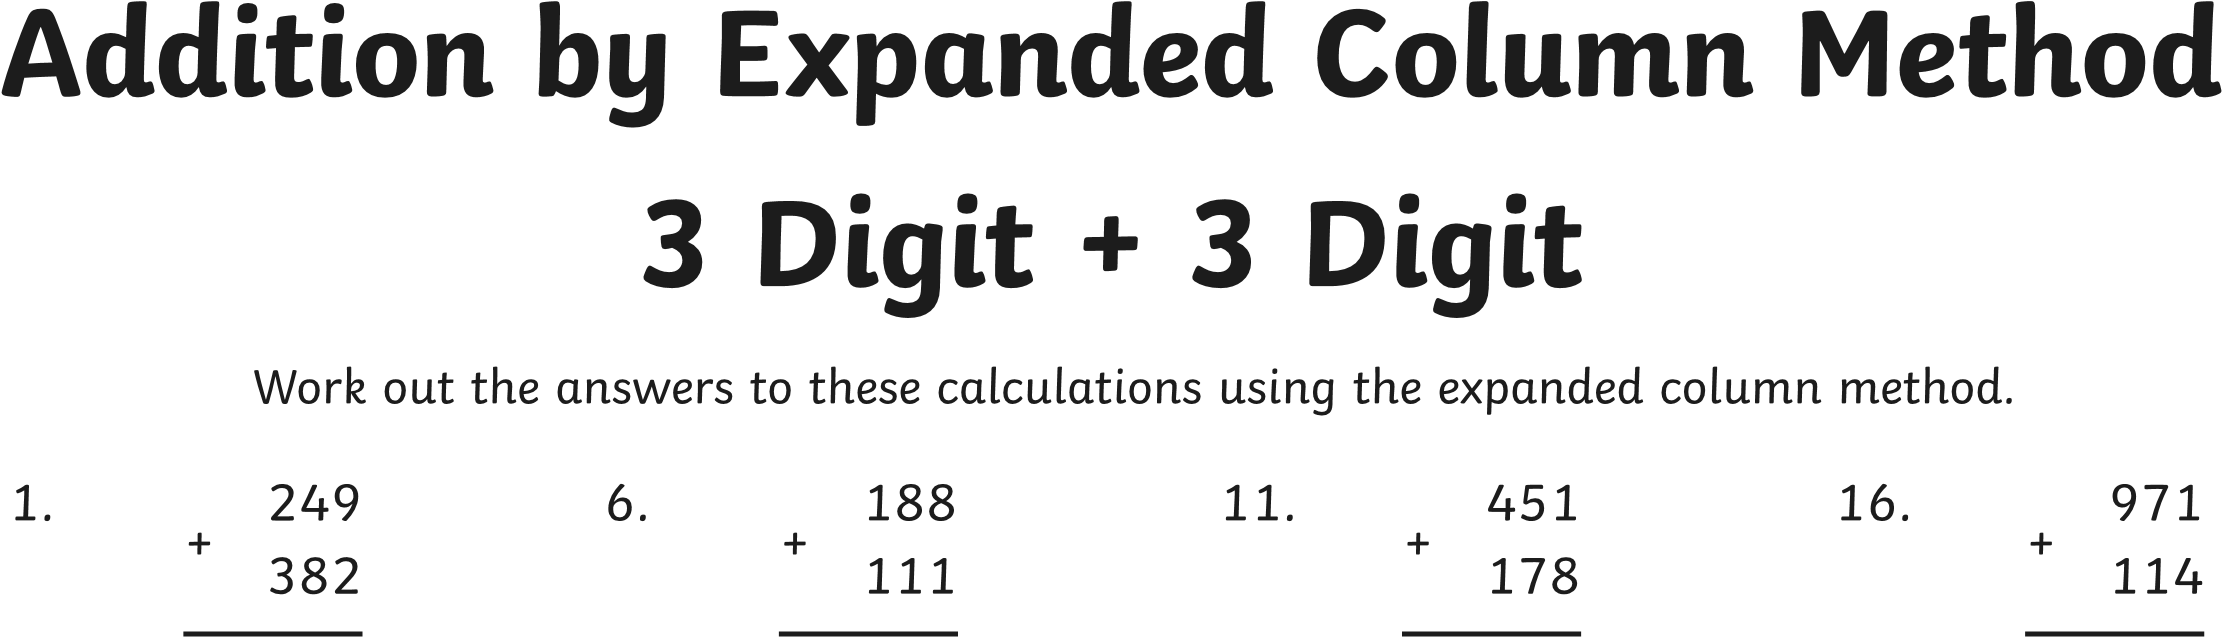 Addition by Expanded Column Method
3 Digit + 3 Digit
Work out the answers to these calculations using the expanded column method.
1. 249 6. 188 11. 451 16. 971
+ + + +
382 111 178 114